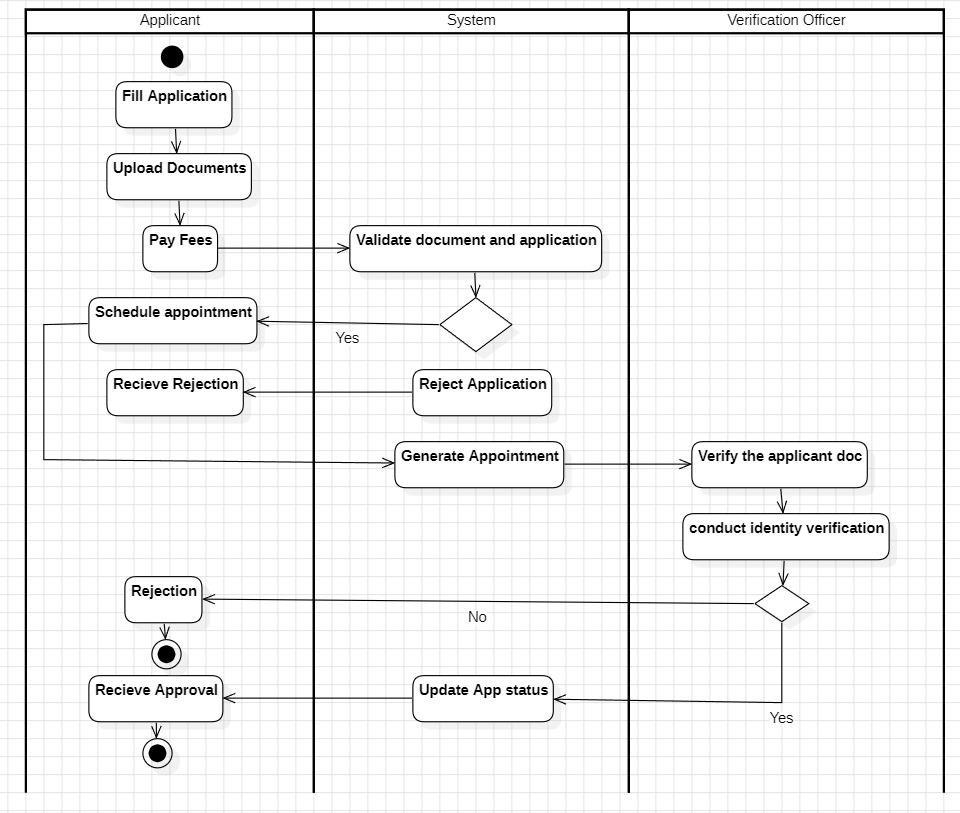 Applicant
System
Verification Officer
Fill Application
Upload Documents
Pay Fees
Validate document and application
Schedule appointment
Yes
Recieve Rejection
Reject Application
Generate Appointment
Verify the applicant doc
conduct identity verification
Rejection
No
Recieve Approval
Update App status
Yes